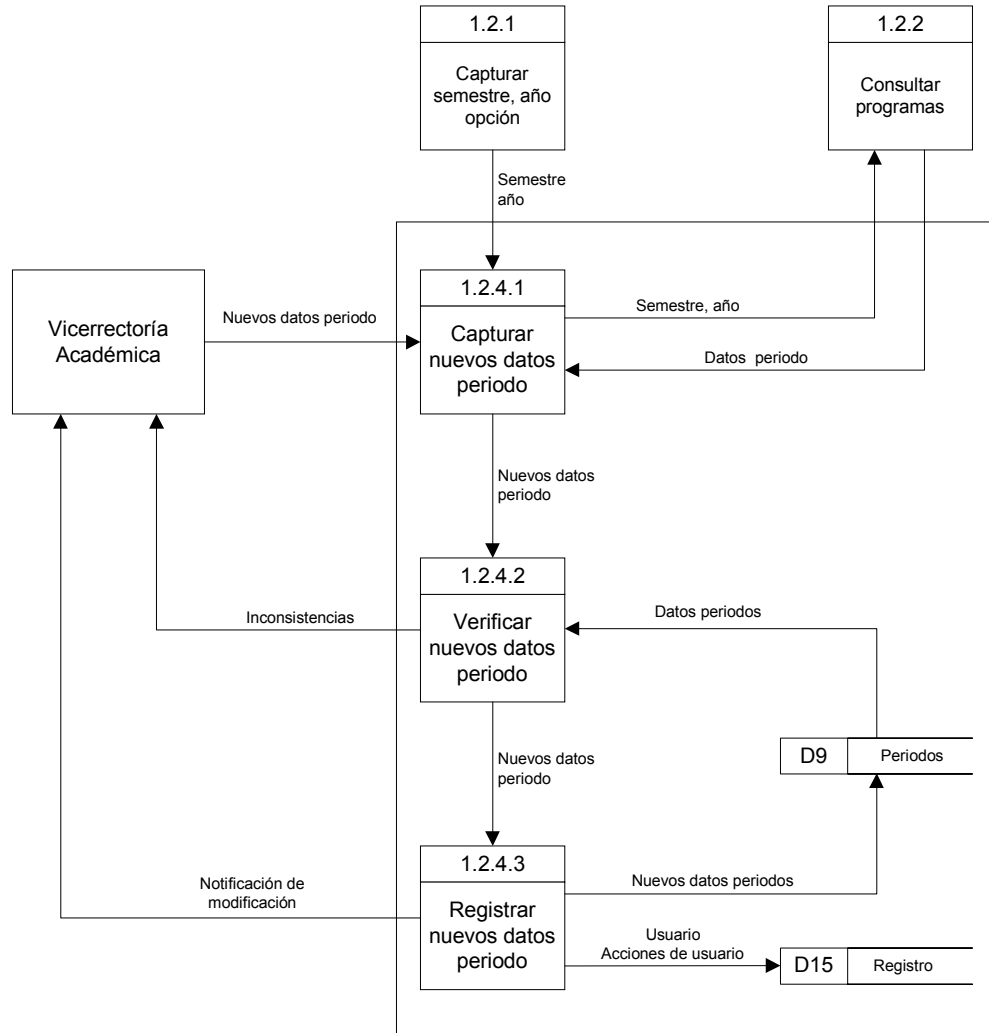 1.2.1
Capturar
semestre, año
opción
1.2.2
Consultar
programas
Semestre
año
Vicerrectoría
Académica
Nuevos datos periodo
1.2.4.1
Capturar
nuevos datos
periodo
Semestre, año
Datos periodo
Nuevos datos
periodo
Inconsistencias
1.2.4.2
Verificar
nuevos datos
periodo
Datos periodos
Nuevos datos
periodo
D9
Periodos
Notificación de
modificación
1.2.4.3
Registrar
nuevos datos
periodo
Nuevos datos periodos
Usuario
Acciones de usuario
D15
Registro